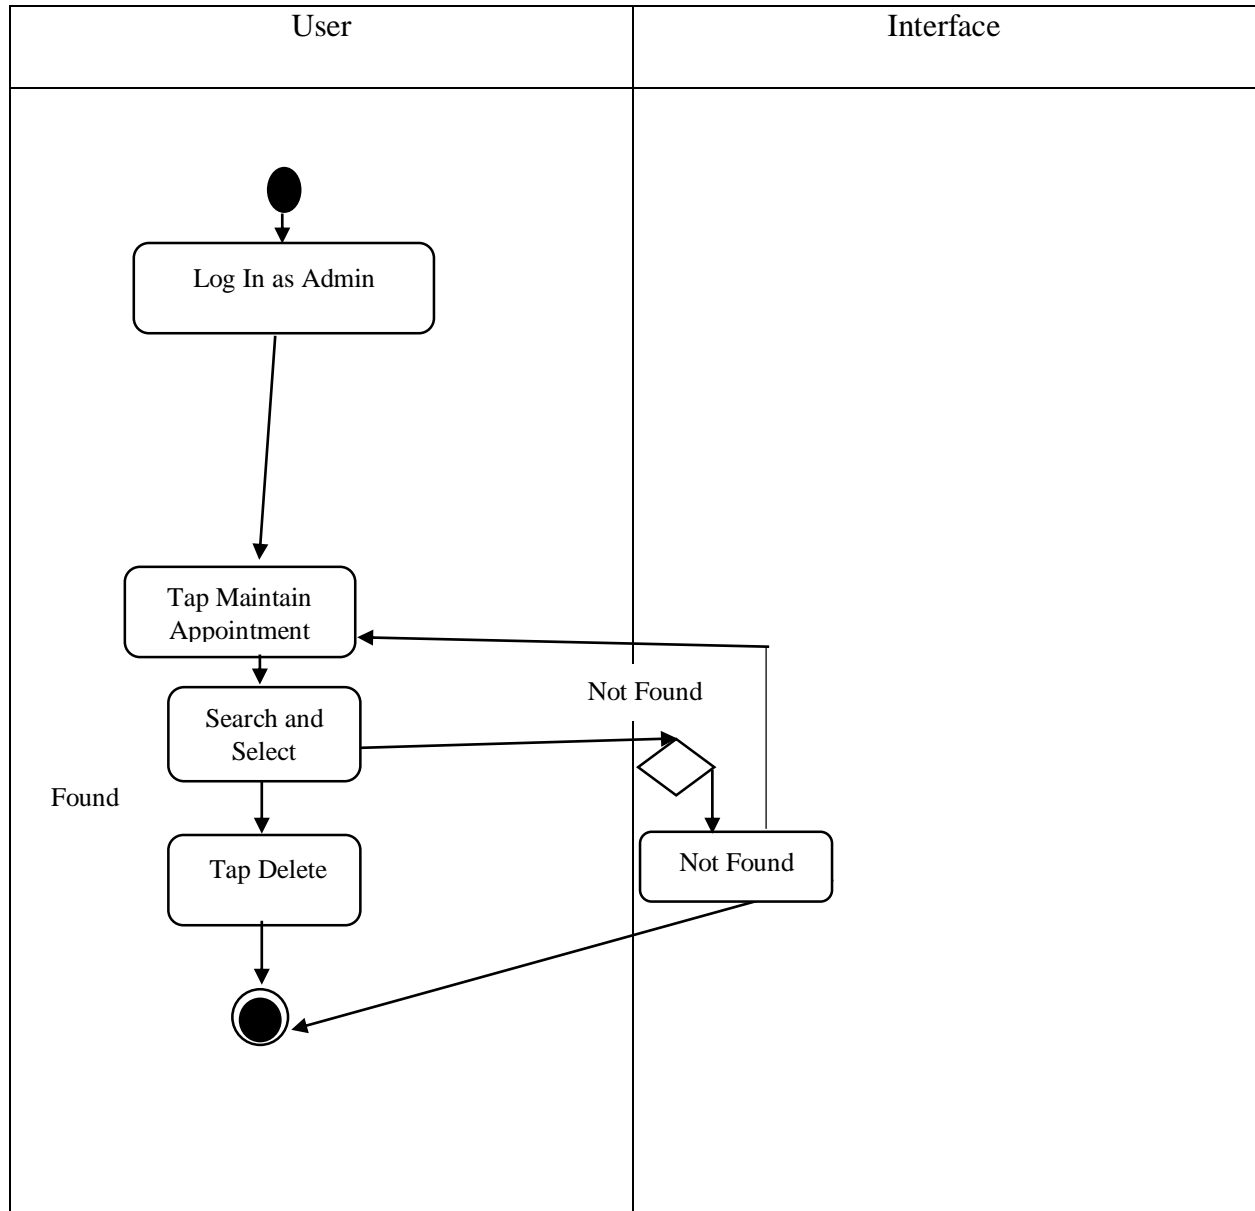 User
Interface
Log In as Admin
Tap Maintain
Appointment
Not Found
Search and
Select
Found
Tap Delete
Not Found